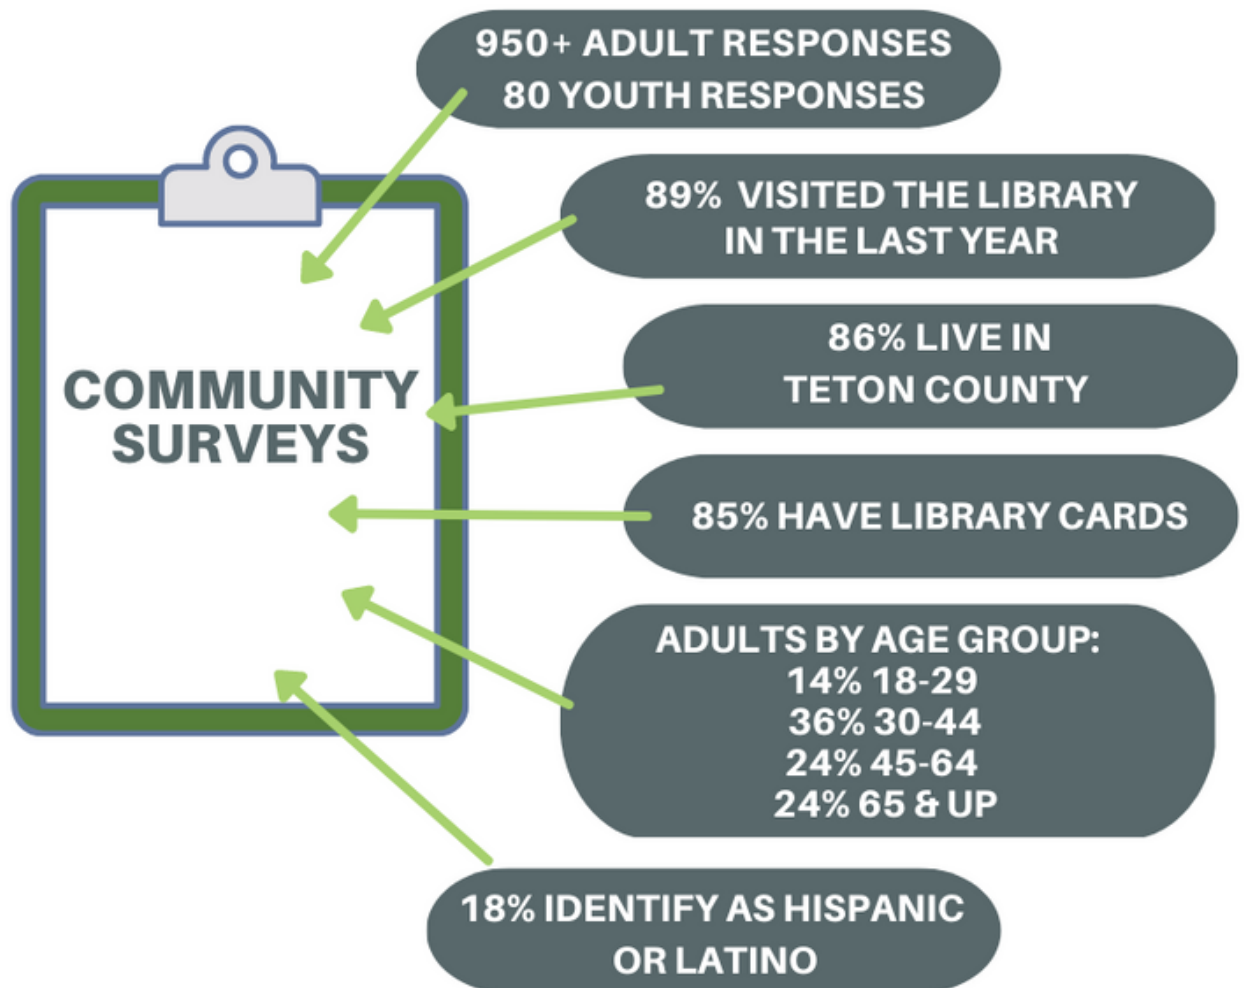 950+ ADULT RESPONSES
80 YOUTH RESPONSES
89% VISITED THE LIBRARY
IN THE LAST YEAR
86% LIVE IN
TETON COUNTY
COMMUNITY
SURVEYS
85% HAVE LIBRARY CARDS
ADULTS BY AGE GROUP:
14% 18-29
36% 30-44
24% 45-64
24% 65 & UP
18% IDENTIFY AS HISPANIC
OR LATINO